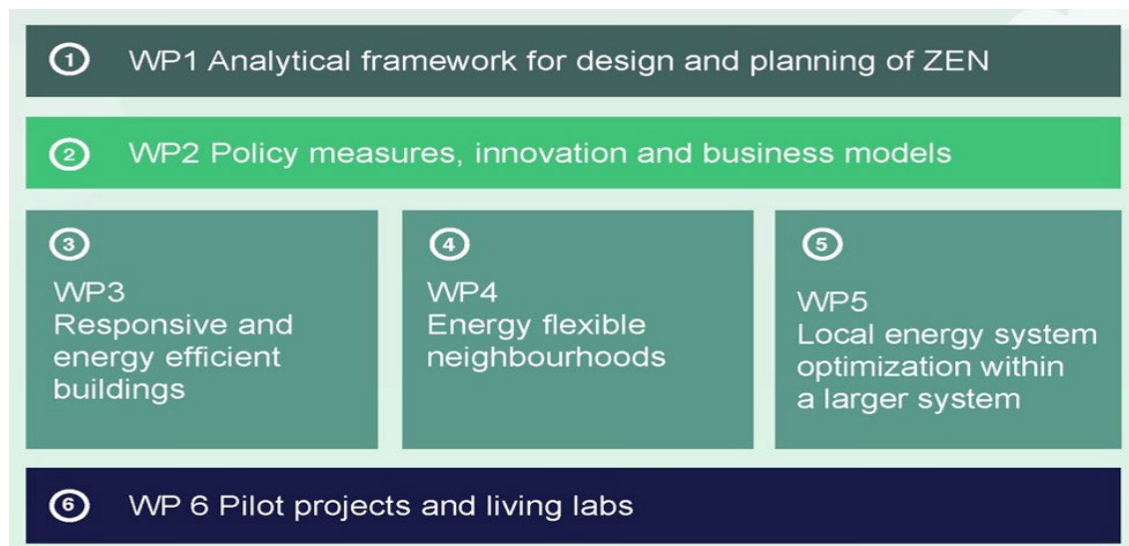 1 WP1 Analytical framework for design and planning of ZEN
2 WP2 Policy measures, innovation and business models
3
WP3
Responsive and
energy efficient
buildings
4
WP4
Energy flexible
neighbourhoods
5
WP5
Local energy system
optimization within
a larger system
6 WP 6 Pilot projects and living labs